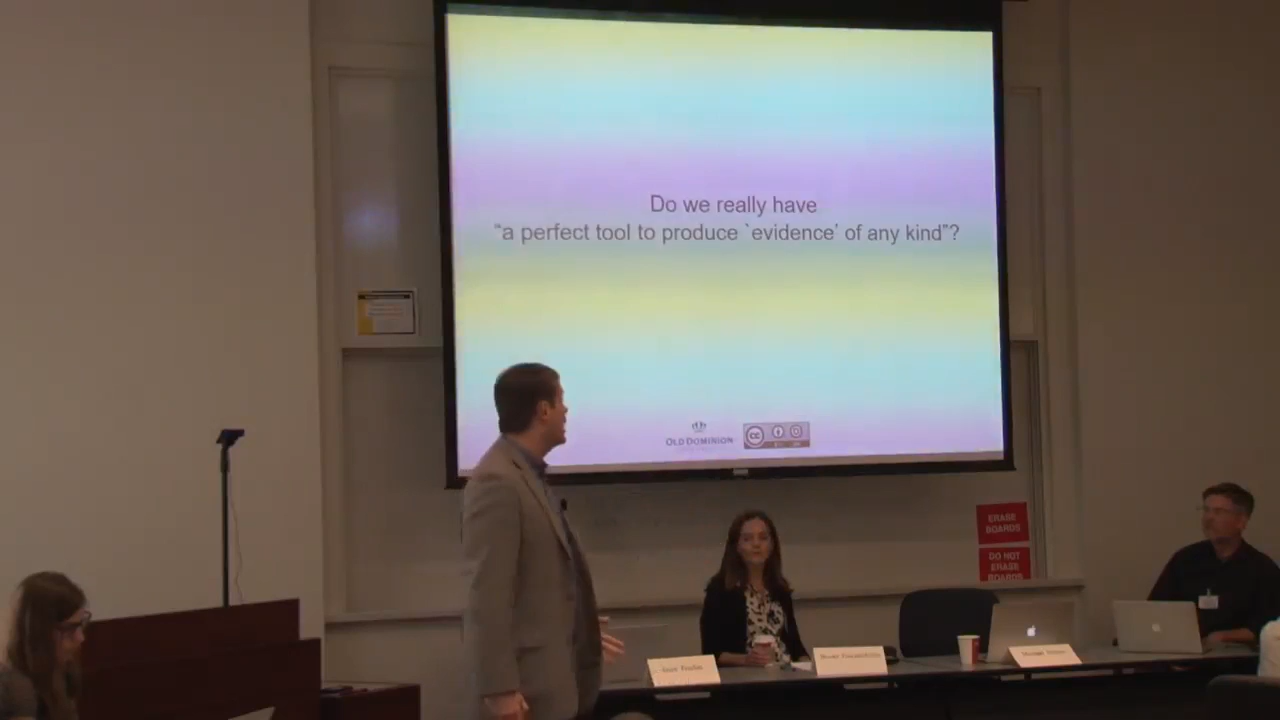 Do we really have
“a perfect tool to produce `evidence’ of any kind”?
OLD DOMINION
cc
ERASE
BOARDS
DO NOT
ERASE
BOARDS